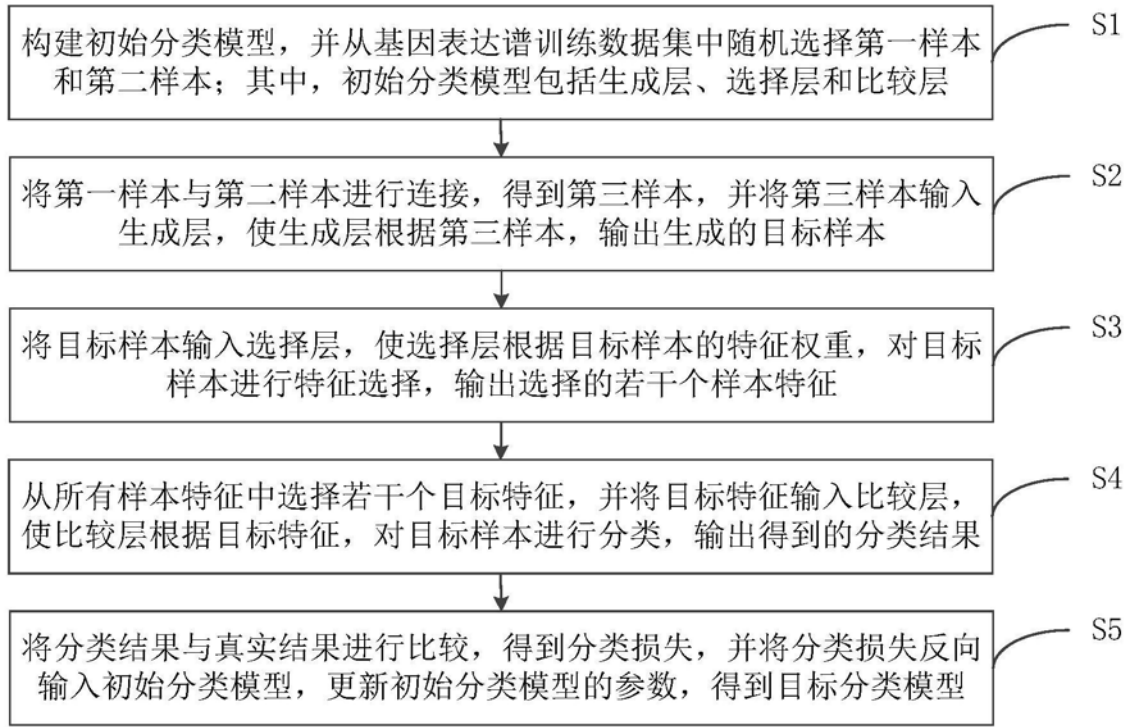 构建初始分类模型，并从基因表达谱训练数据集中随机选择第一样本
和第二样本；其中，初始分类模型包括生成层、选择层和比较层
S1
将第一样本与第二样本进行连接，得到第三样本，并将第三样本输入
生成层，使生成层根据第三样本，输出生成的目标样本
S2
将目标样本输入选择层，使选择层根据目标样本的特征权重，对目标
样本进行特征选择，输出选择的若干个样本特征
S3
从所有样本特征中选择若干个目标特征，并将目标特征输入比较层，
使比较层根据目标特征，对目标样本进行分类，输出得到的分类结果
S4
将分类结果与真实结果进行比较，得到分类损失，并将分类损失反向
输入初始分类模型，更新初始分类模型的参数，得到目标分类模型
S5